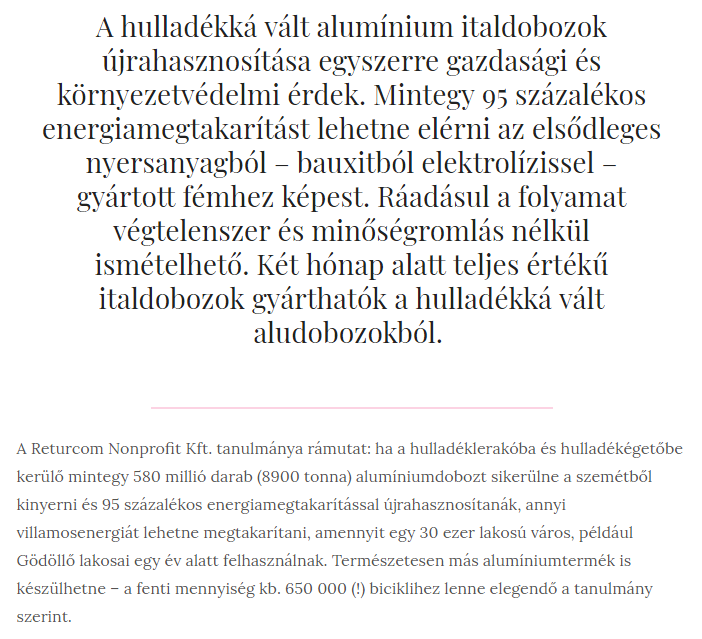 A hulladékká vált alumínium italdobozok
újrahasznosítása egyszerre gazdasági és
környezetvédelmi érdek. Mintegy 95 százalékos
energiamegtakarítást lehetne elérni az elsődleges
nyersanyagból – bauxitból elektrolízissel –
gyártott fémhez képest. Ráadásul a folyamat
végtelenszer és minőségromlás nélkül
ismételhető. Két hónap alatt teljes értékű
italdobozok gyárthatók a hulladékká vált
aludobozokból.
A Returcom Nonprofit Kft. tanulmánya rámutat: ha a hulladéklerakóba és hulladékégetőbe
kerülő mintegy 580 millió darab (8900 tonna) alumíniumdobozt sikerülne a szemétből
kinyerni és 95 százalékos energiamegtakarítással újrahasznosítanák, annyi
villamosenergiát lehetne megtakarítani, amennyit egy 30 ezer lakosú város, például
Gödöllő lakosai egy év alatt felhasználnak. Természetesen más alumíniumtermék is
készülhetne – a fenti mennyiség kb. 650 000 (!) biciklihez lenne elegendő a tanulmány
szerint.